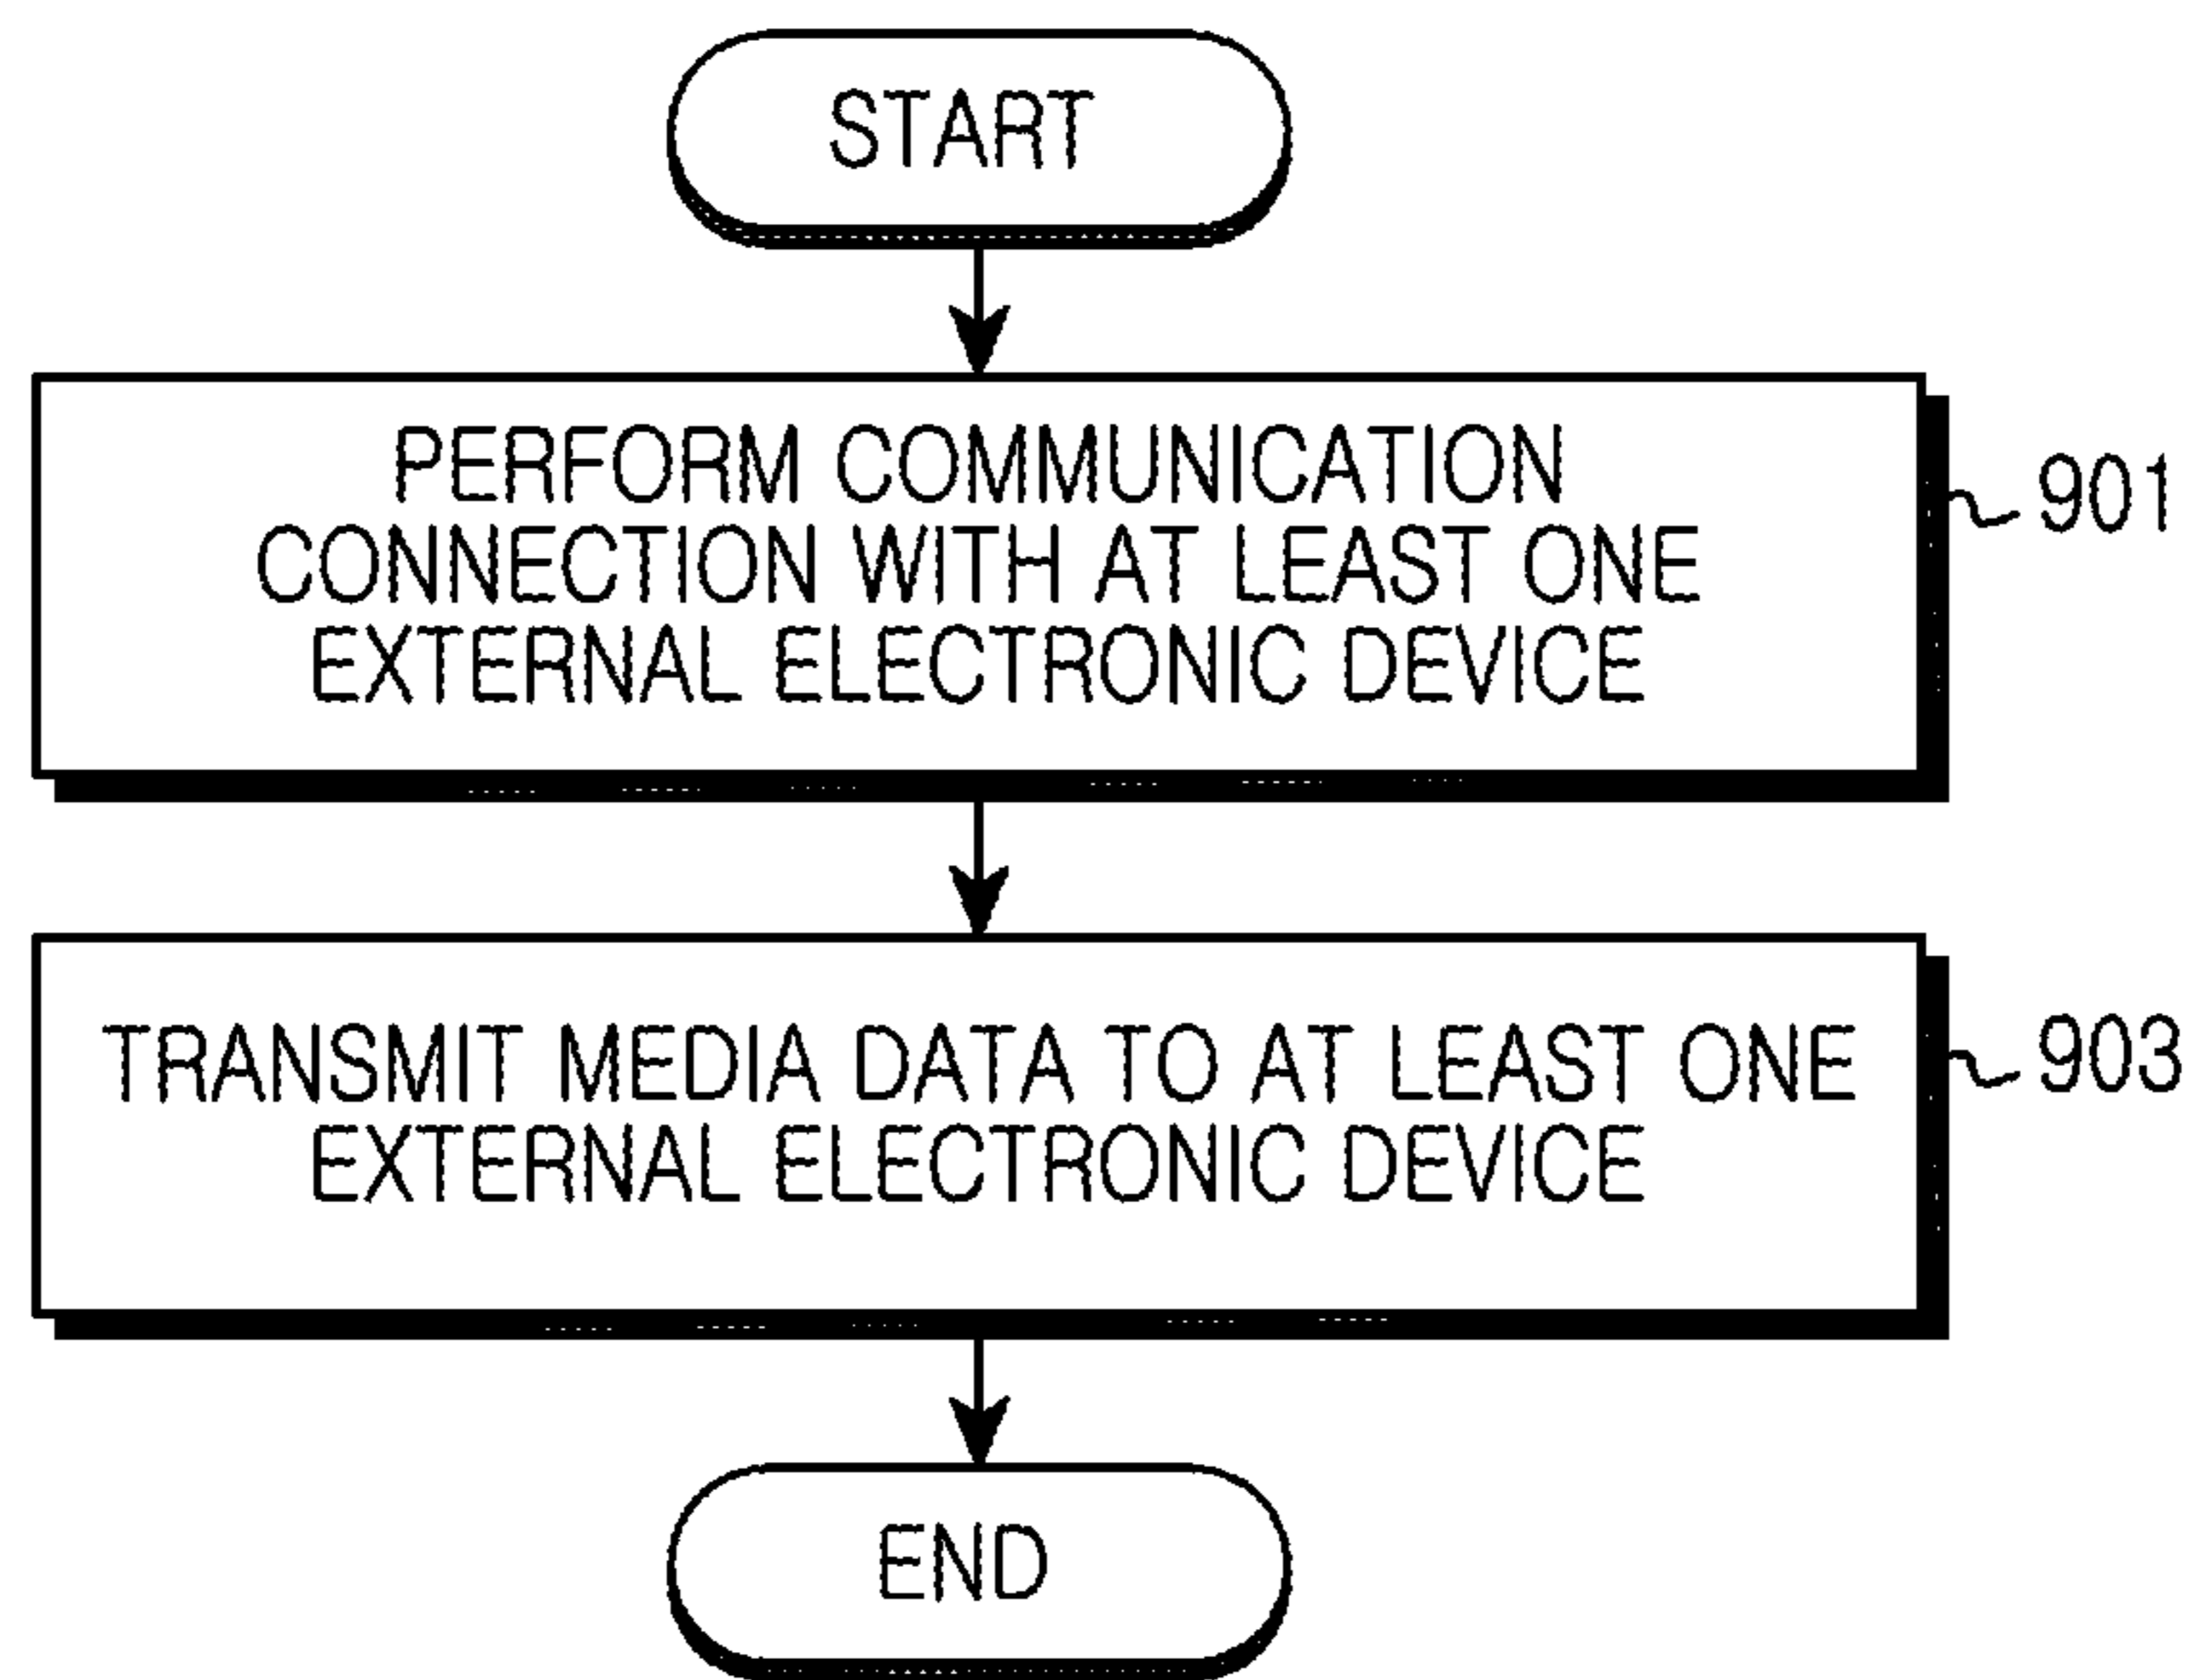 START
PERFORM COMMUNICATION
CONNECTION WITH AT LEAST ONE
EXTERNAL ELECTRONIC DEVICE
901
TRANSMIT MEDIA DATA TO AT LEAST ONE
EXTERNAL ELECTRONIC DEVICE
903
END